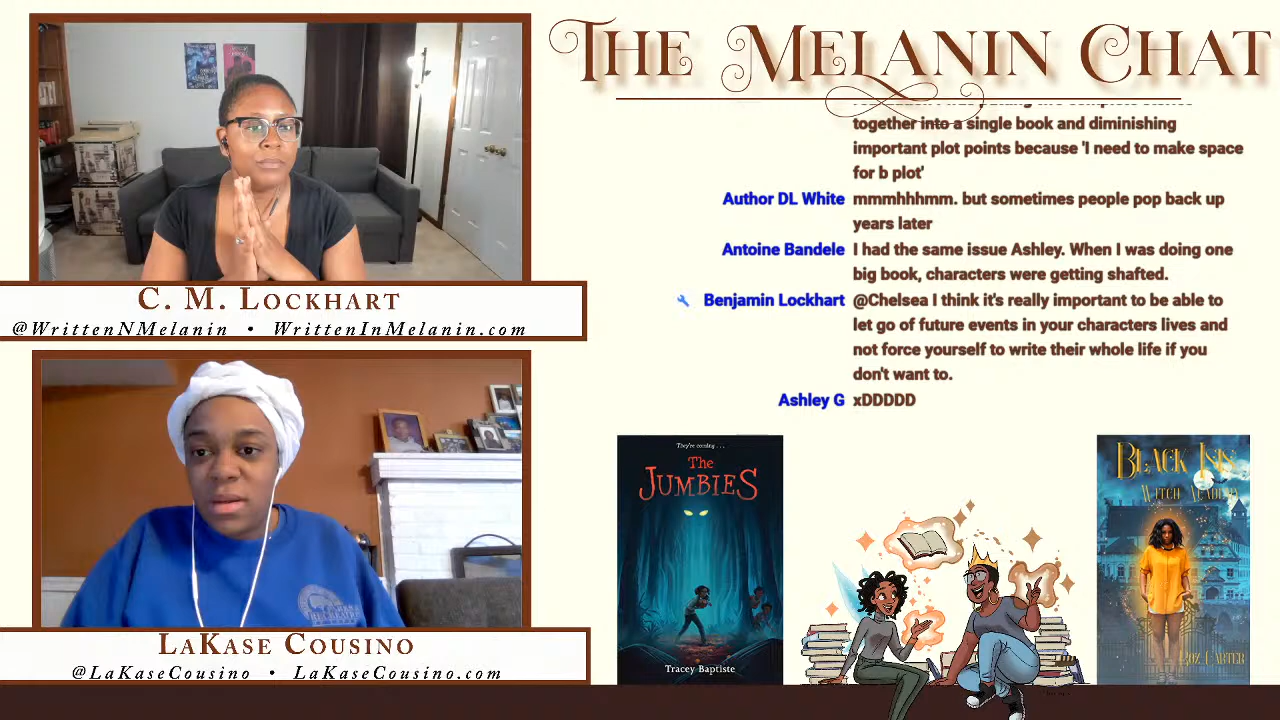 THE MELANIN CHAT
together into a single book and diminishing
important plot points because 'I need to make space
for b plot'
Author DL White mmmhhhmm. but sometimes people pop back up
years later
Antoine Bandele I had the same issue Ashley. When I was doing one
big book, characters were getting shafted.
Benjamin Lockhart @Chelsea I think it's really important to be able to
let go of future events in your characters lives and
not force yourself to write their whole life if you
don't want to.
Ashley G xDDDDD
C. M. LOCKHART
@WRITTENNMELANIN • WRITTENINMELANIN.COM
LAKASE COUSINO
@LAKASECOUSINO • LAKASECOUSINO.COM
They're coming . . .
The
JUMBIES
Tracey Baptiste
BLACK ISIS
WITCH ACADEMY
ROZ CARTER